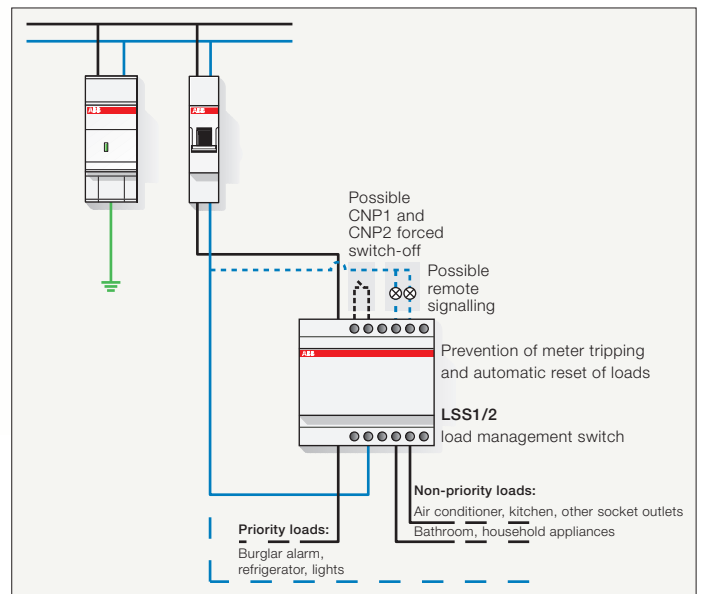 ABB
ABB
Possible
CNP1 and
CNP2 forced
switch-off
Possible
remote
signalling
ABB
Prevention of meter tripping
and automatic reset of loads
LSS1/2
load management switch
Non-priority loads:
Air conditioner, kitchen, other socket outlets
Bathroom, household appliances
Priority loads:
Burglar alarm,
refrigerator, lights